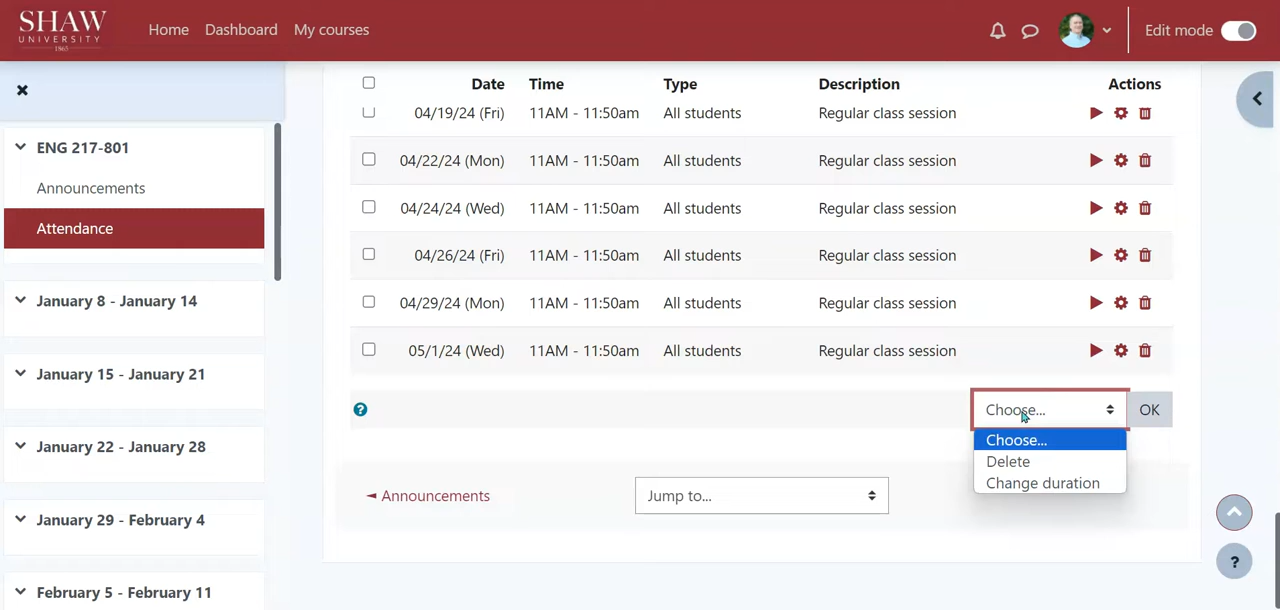 SHAW
UNIVERSITY
1865
Home Dashboard My courses
Edit mode
ENG 217-801
Announcements
Attendance
January 8 - January 14
January 15 - January 21
January 22 - January 28
January 29 - February 4
February 5 - February 11
Date Time Type Description Actions
04/19/24 (Fri) 11AM - 11:50am All students Regular class session
04/22/24 (Mon) 11AM - 11:50am All students Regular class session
04/24/24 (Wed) 11AM - 11:50am All students Regular class session
04/26/24 (Fri) 11AM - 11:50am All students Regular class session
04/29/24 (Mon) 11AM - 11:50am All students Regular class session
05/1/24 (Wed) 11AM - 11:50am All students Regular class session
? Choose... OK
Choose...
Delete
Change duration
◄ Announcements Jump to...
?